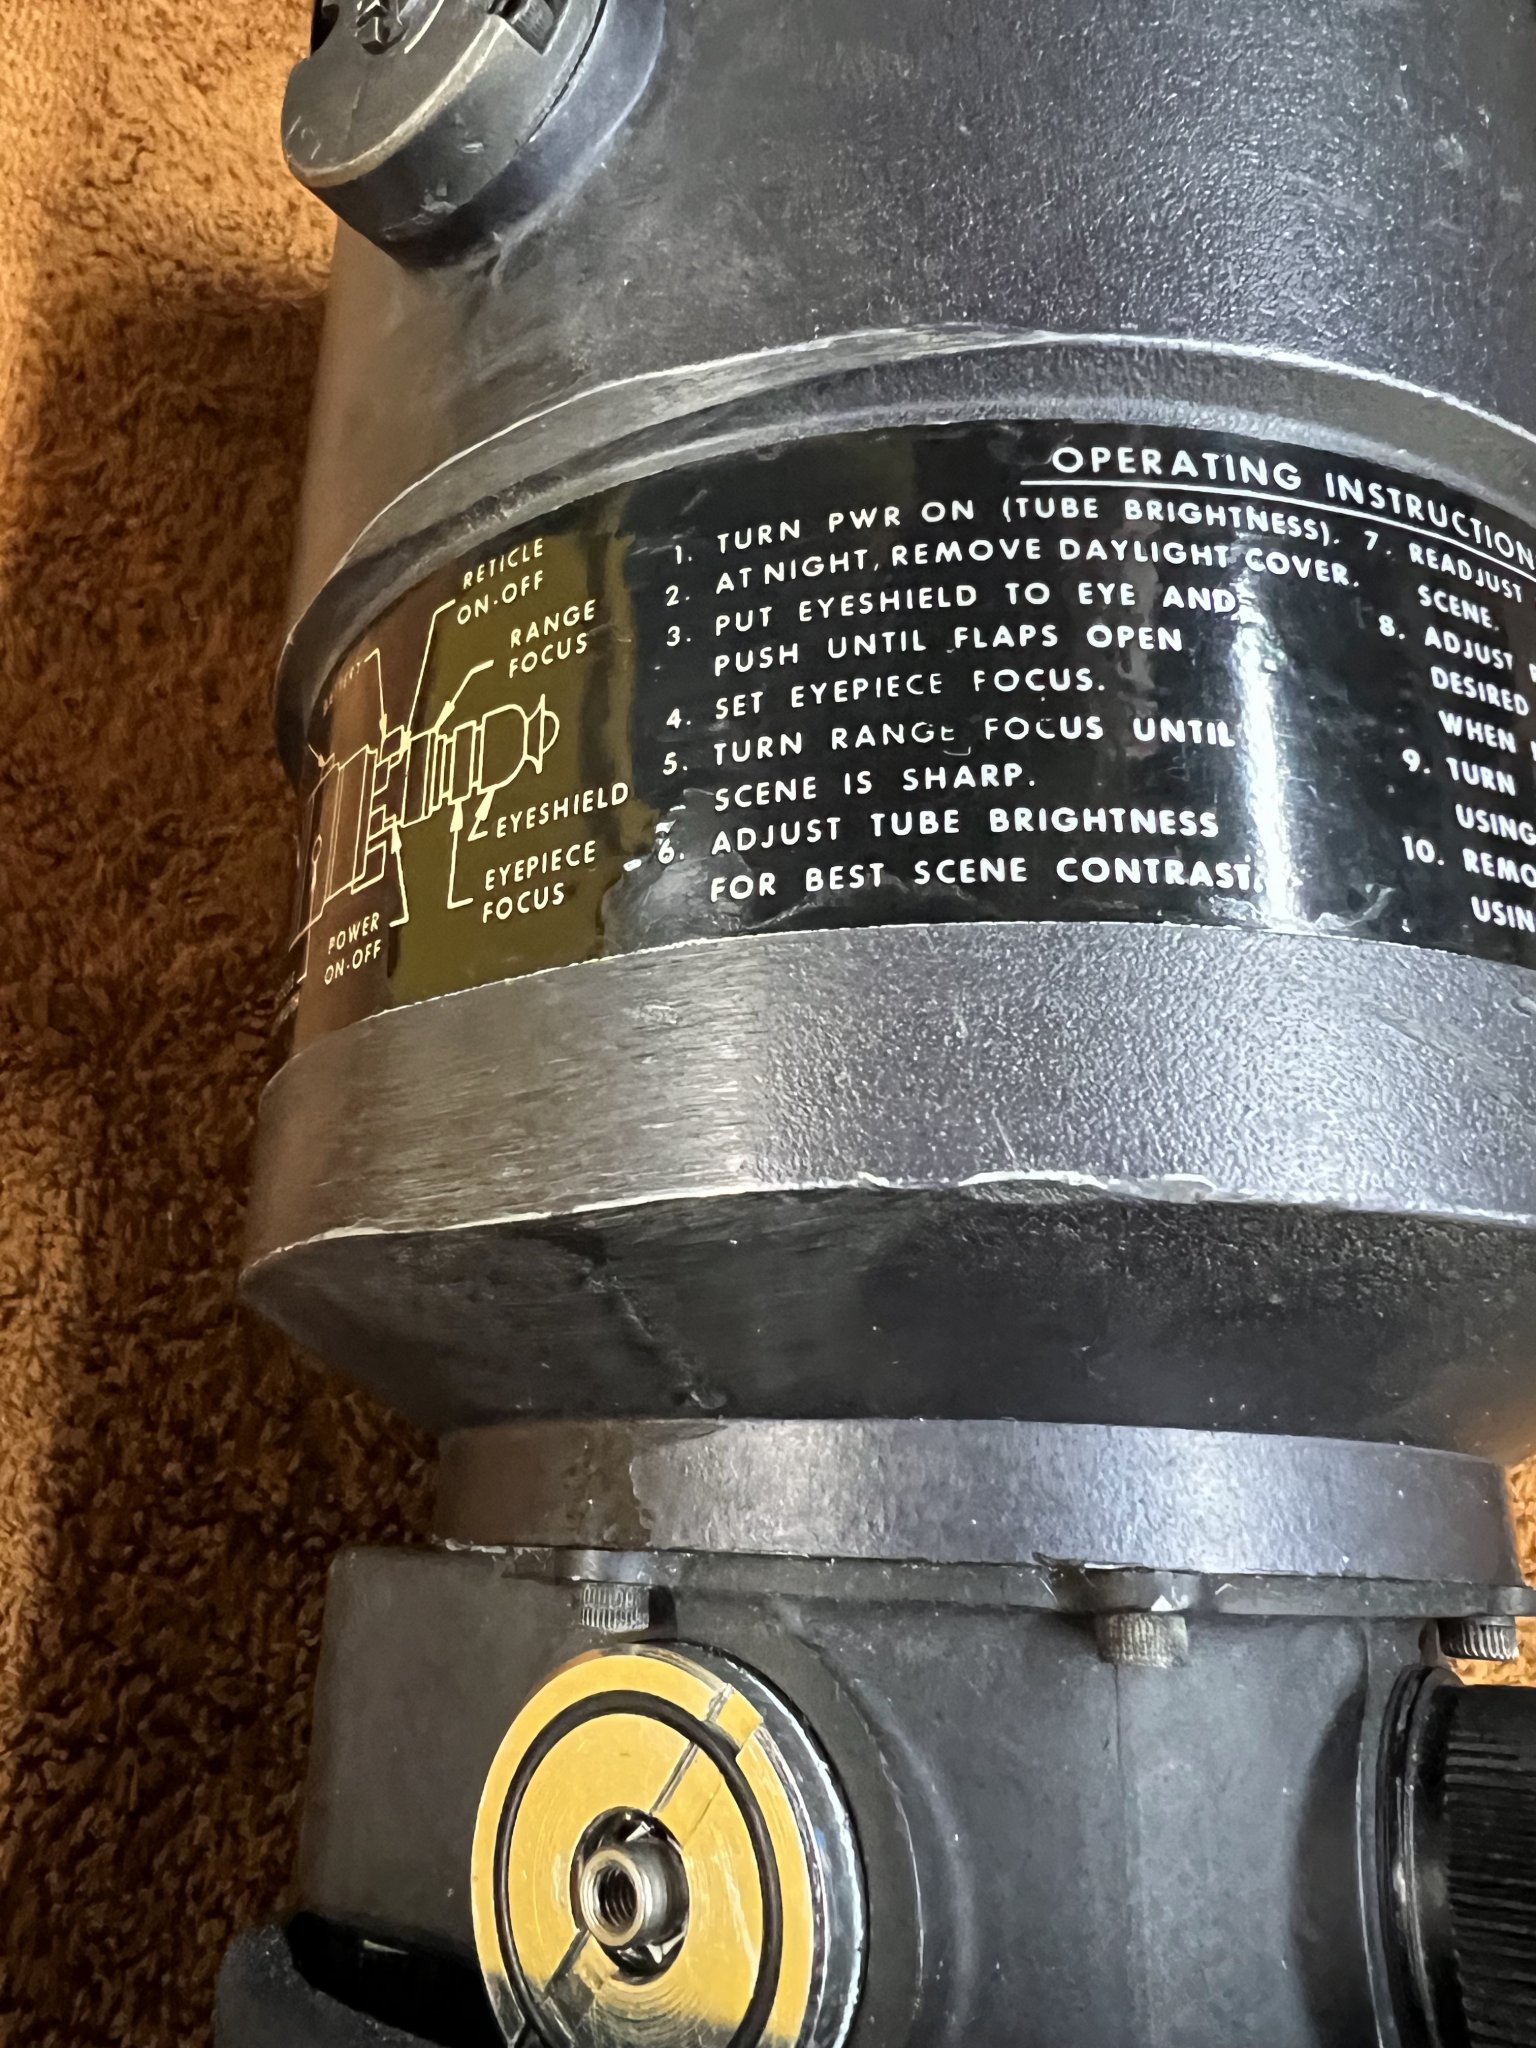 OPERATING INSTRUCTION
1. TURN PWR ON (TUBE BRIGHTNESS).
2. AT NIGHT, REMOVE DAYLIGHT COVER.
3. PUT EYESHIELD TO EYE AND
PUSH UNTIL FLAPS OPEN
4. SET EYEPIECE FOCUS.
5. TURN RANGE FOCUS UNTIL
SCENE IS SHARP.
6. ADJUST TUBE BRIGHTNESS
FOR BEST SCENE CONTRAST.
7. READJUST
SCENE.
8. ADJUST
DESIRED
WHEN
9. TURN
USING
10. REMO
USIN
RETICLE
ON-OFF
RANGE
FOCUS
EYESHIELD
EYEPIECE
FOCUS
POWER
ON-OFF